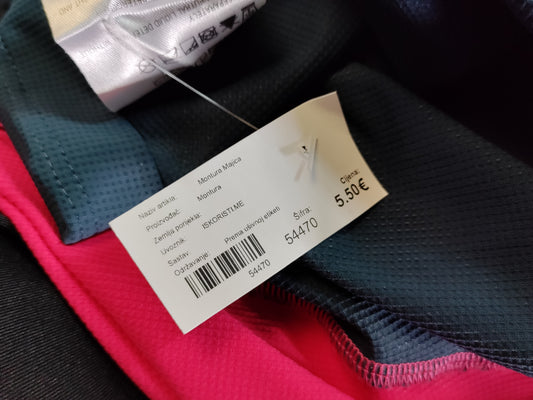 SEPARATELY
Naziv artikla: Montura Majica
Proizvođač: Montura
Zemlja porijekla:
Uvoznik: ISKORISTI.ME
Sastav:
Održavanje: Prema ušivnoj etiketi
54470
Šifra:
54470
Cijena:
5.50€